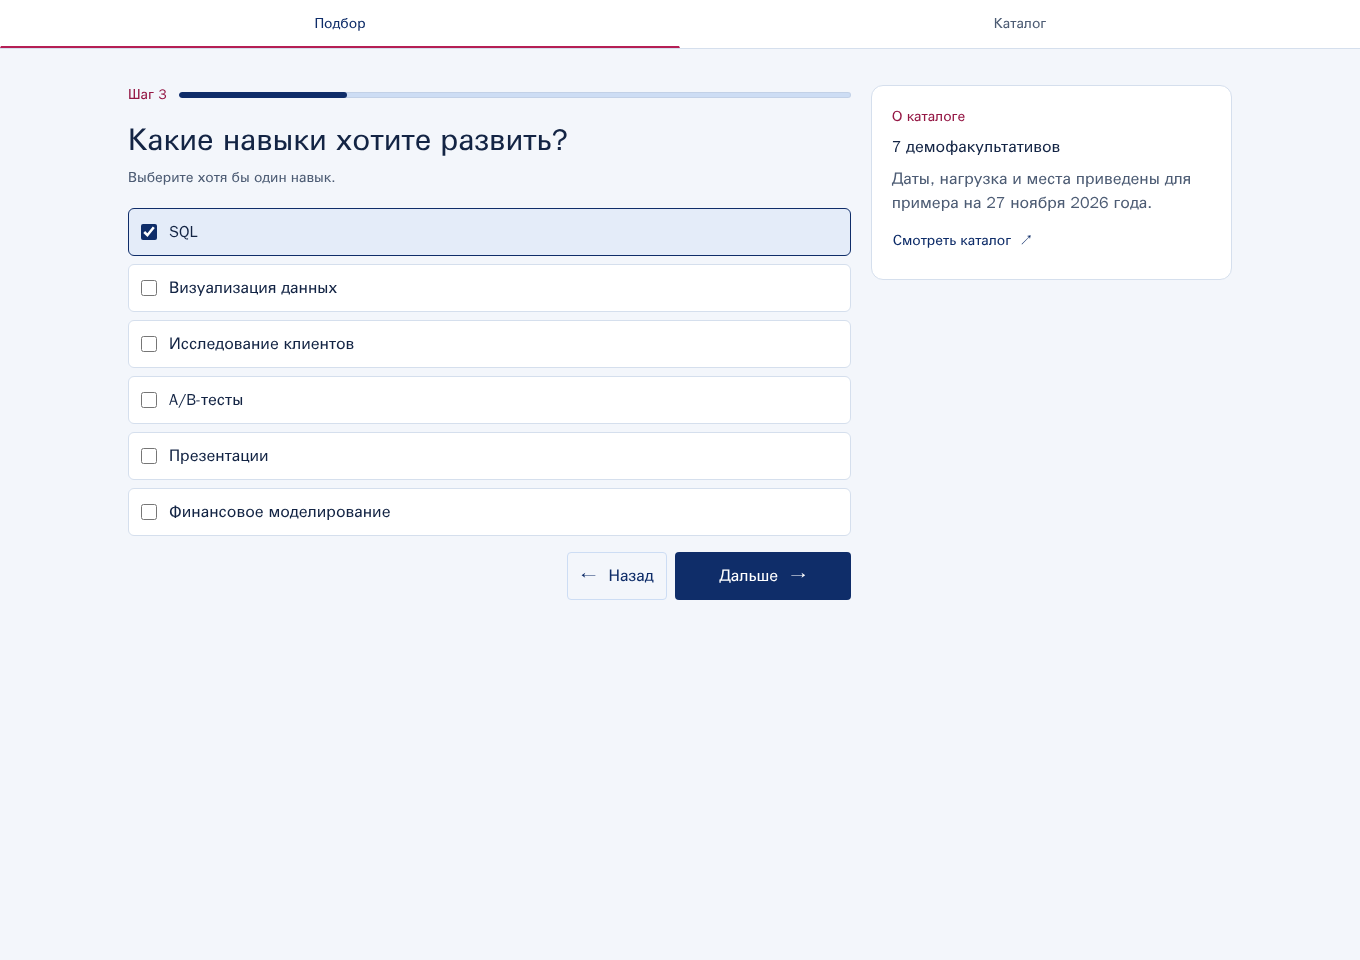 Подбор
Каталог
Шаг 3
Какие навыки хотите развить?
Выберите хотя бы один навык.
SQL
Визуализация данных
Исследование клиентов
A/B-тесты
Презентации
Финансовое моделирование
← Назад
Дальше →
О каталоге
7 демофакультативов
Даты, нагрузка и места приведены для
примера на 27 ноября 2026 года.
Смотреть каталог ↗